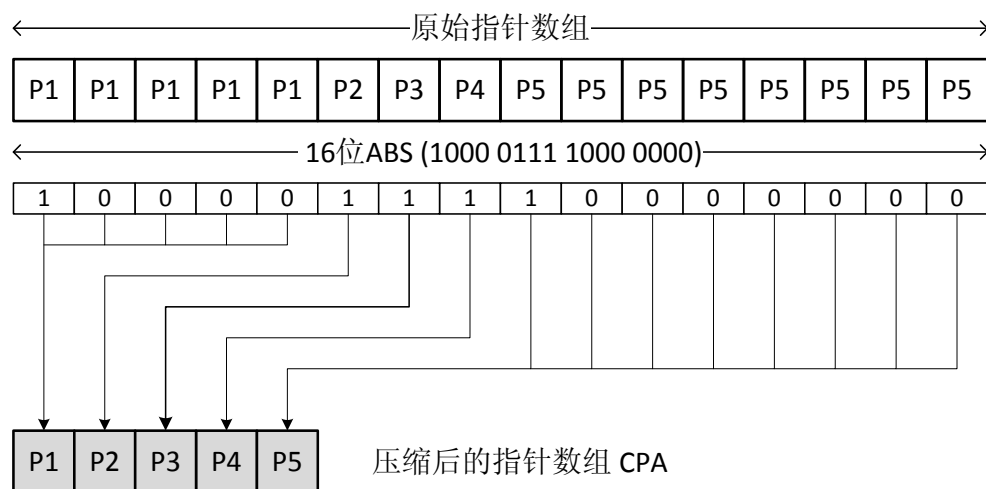 原始指针数组
P1 P1 P1 P1 P1 P2 P3 P4 P5 P5 P5 P5 P5 P5 P5 P5
16位ABS (1000 0111 1000 0000)
1 0 0 0 0 1 1 1 1 0 0 0 0 0 0 0
P1 P2 P3 P4 P5 压缩后的指针数组 CPA